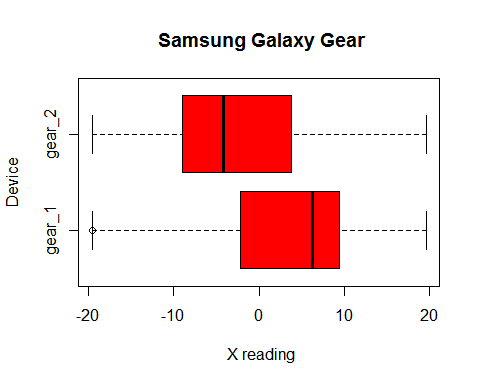 Samsung Galaxy Gear
Device
gear_2
gear_1
-20 -10 0 10 20
X reading